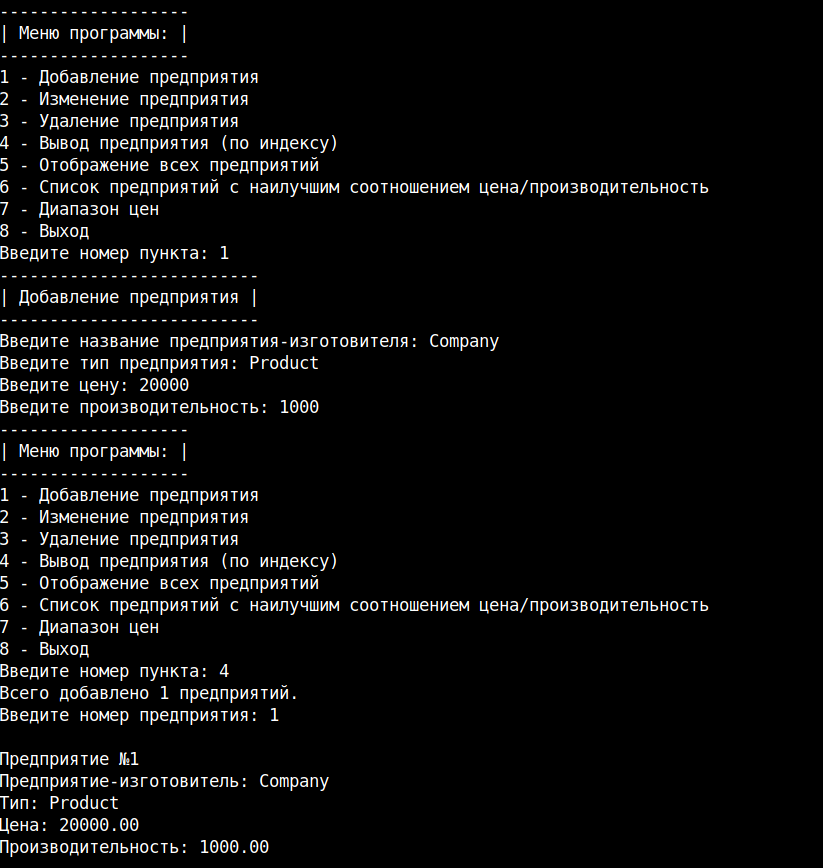 -------------------
| Меню программы: |
-------------------
1 - Добавление предприятия
2 - Изменение предприятия
3 - Удаление предприятия
4 - Вывод предприятия (по индексу)
5 - Отображение всех предприятий
6 - Список предприятий с наилучшим соотношением цена/производительность
7 - Диапазон цен
8 - Выход
Введите номер пункта: 1
--------------------------
| Добавление предприятия |
--------------------------
Введите название предприятия-изготовителя: Company
Введите тип предприятия: Product
Введите цену: 20000
Введите производительность: 1000
-------------------
| Меню программы: |
-------------------
1 - Добавление предприятия
2 - Изменение предприятия
3 - Удаление предприятия
4 - Вывод предприятия (по индексу)
5 - Отображение всех предприятий
6 - Список предприятий с наилучшим соотношением цена/производительность
7 - Диапазон цен
8 - Выход
Введите номер пункта: 4
Всего добавлено 1 предприятий.
Введите номер предприятия: 1

Предприятие №1
Предприятие-изготовитель: Company
Тип: Product
Цена: 20000.00
Производительность: 1000.00